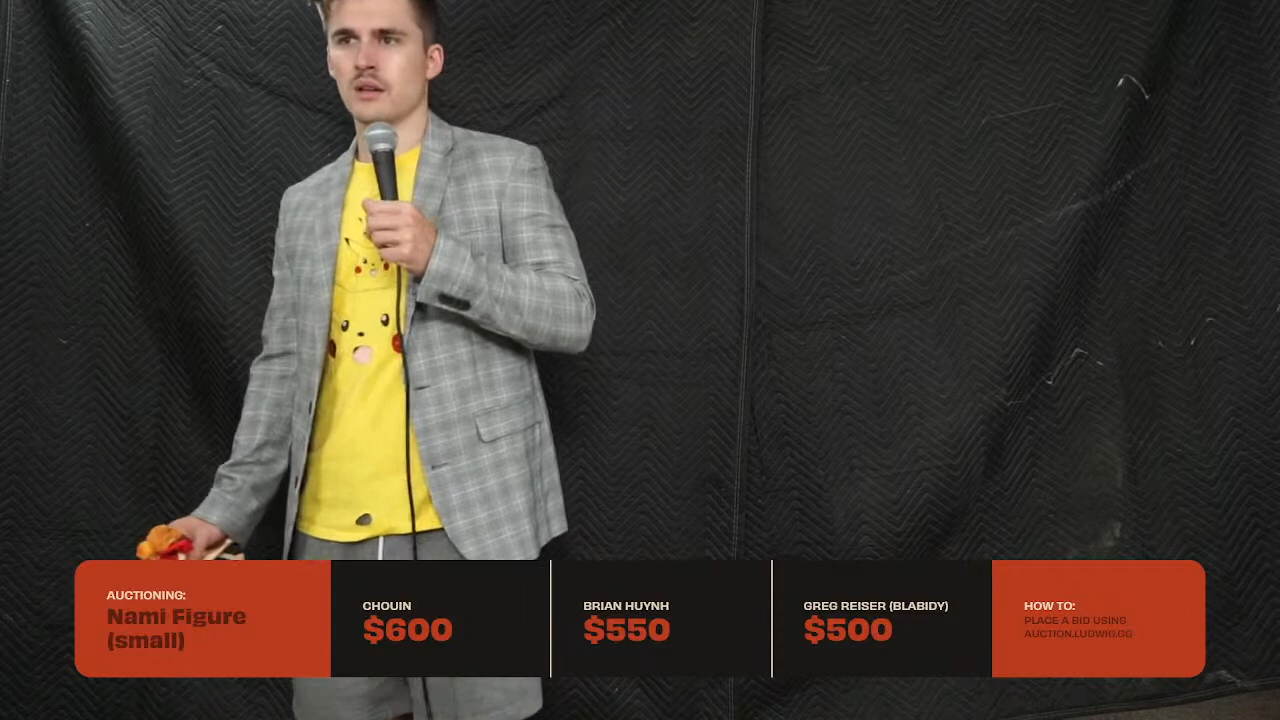 AUCTIONING:
Nami Figure
(small)
CHOUIN
$600
BRIAN HUYNH
$550
GREG REISER (BLABIDY)
$500
HOW TO:
PLACE A BID USING
AUCTION.LUDWIG.GG